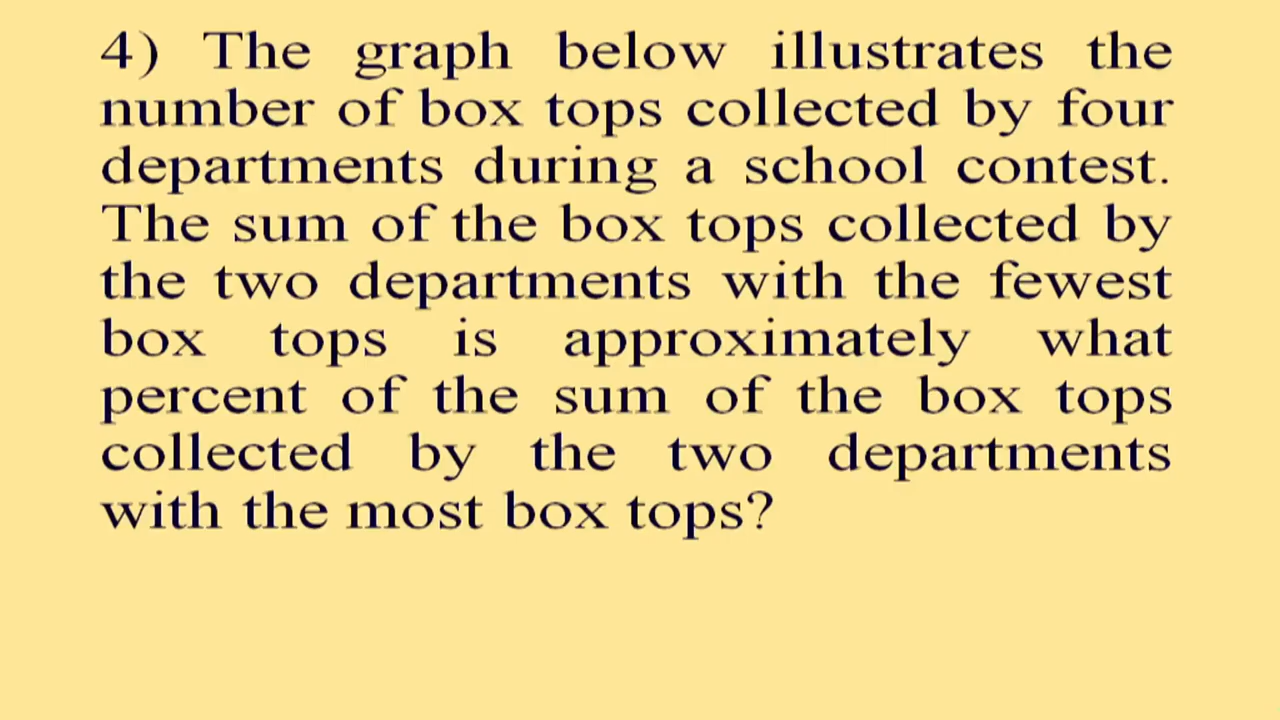 4) The graph below illustrates the
number of box tops collected by four
departments during a school contest.
The sum of the box tops collected by
the two departments with the fewest
box tops is approximately what
percent of the sum of the box tops
collected by the two departments
with the most box tops?